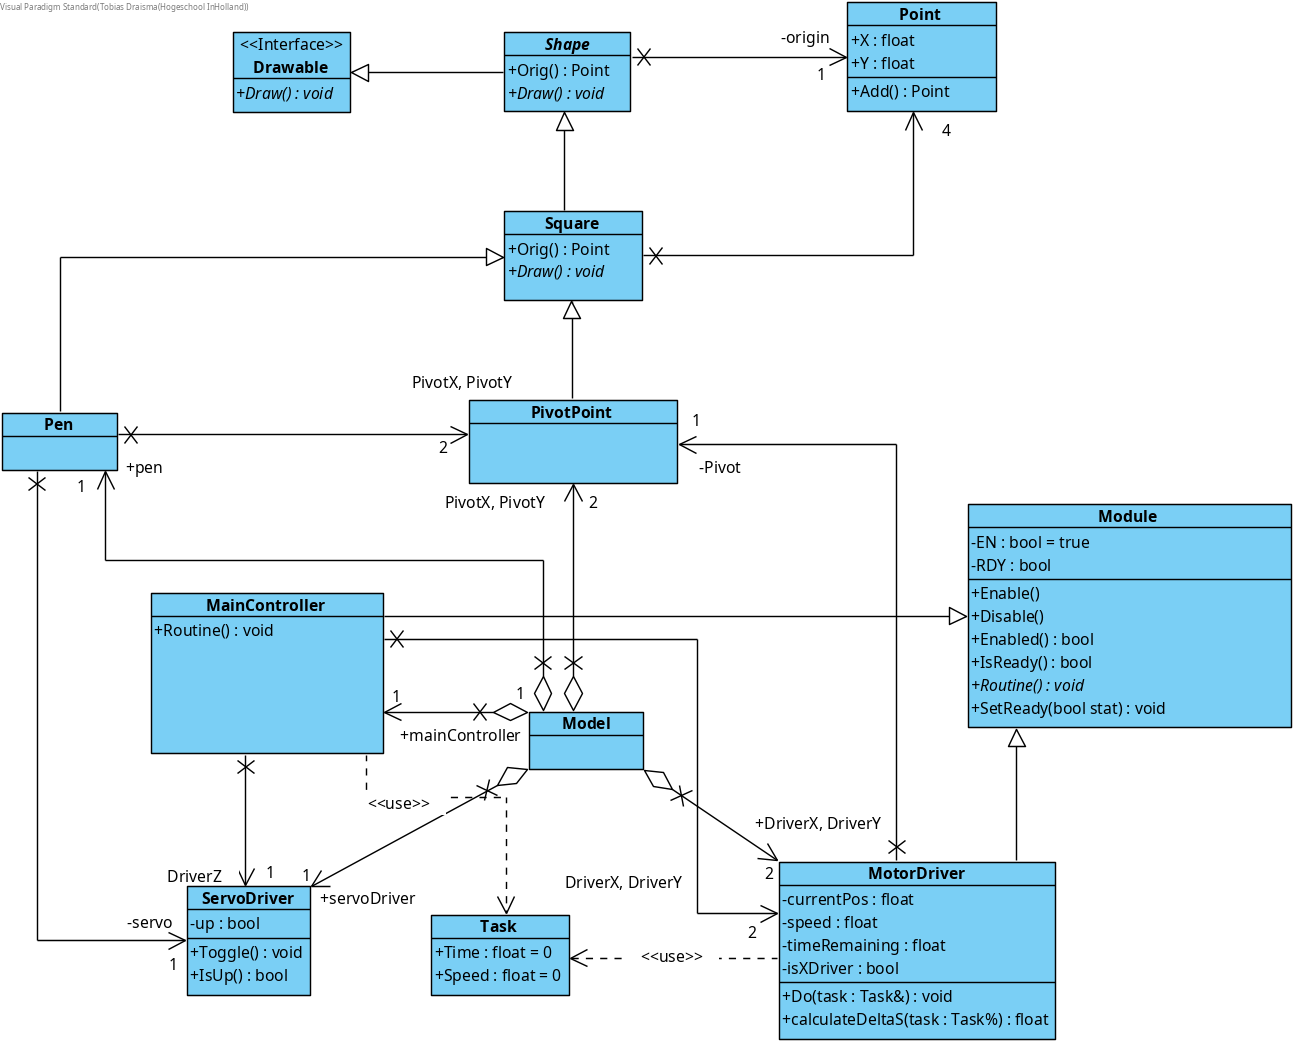 Visual Paradigm Standard(Tobias Draisma(Hogeschool InHolland))
<<Interface>>
Drawable
+Draw() : void
Shape
+Orig() : Point
+Draw() : void
-origin
1
Point
+X : float
+Y : float
+Add() : Point
4
Square
+Orig() : Point
+Draw() : void
PivotX, PivotY
Pen
PivotPoint
2
1
-Pivot
+pen
1
PivotX, PivotY
2
Module
-EN : bool = true
-RDY : bool
+Enable()
+Disable()
+Enabled() : bool
+IsReady() : bool
+Routine() : void
+SetReady(bool stat) : void
MainController
+Routine() : void
1
1
+mainController
Model
<<use>>
+DriverX, DriverY
2
DriverX, DriverY
2
DriverZ
1
1
+servoDriver
-servo
1
ServoDriver
-up : bool
+Toggle() : void
+IsUp() : bool
Task
+Time : float = 0
+Speed : float = 0
<<use>>
MotorDriver
-currentPos : float
-speed : float
-timeRemaining : float
-isXDriver : bool
+Do(task : Task&) : void
+calculateDeltaS(task : Task%) : float